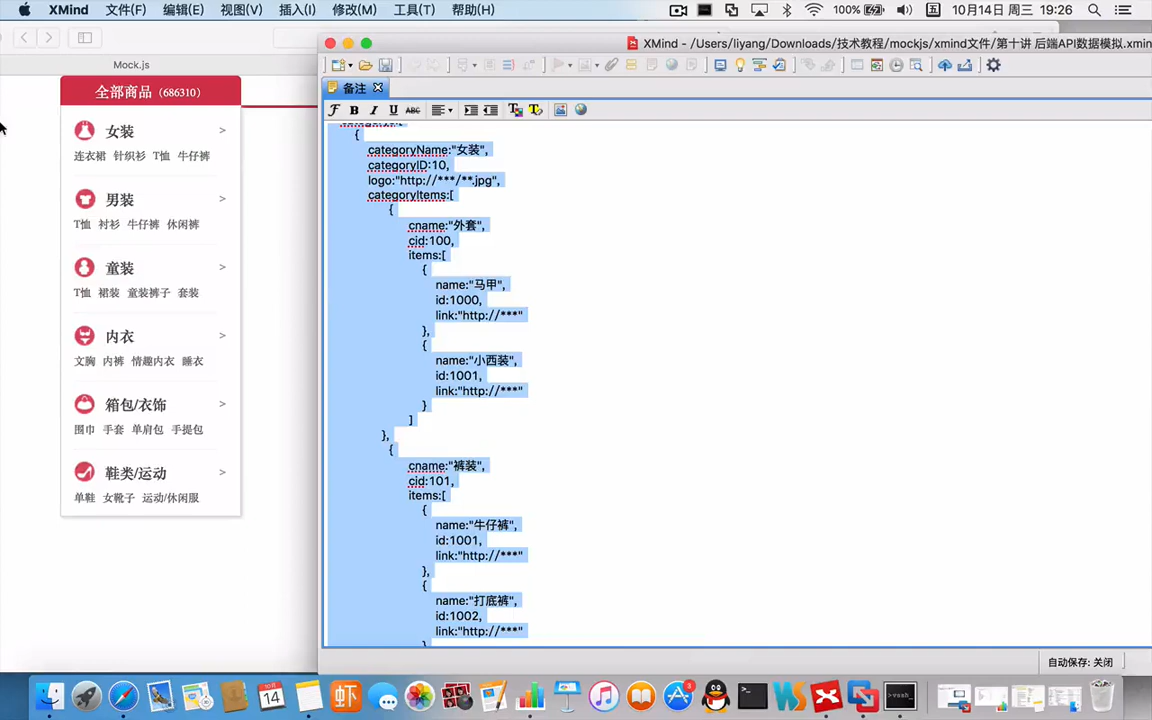 XMind 文件(F) 编辑(E) 视图(V) 插入(I) 修改(M) 工具(T) 帮助(H) 100% 五 10月14日 周三 19:26
XMind - /Users/liyang/Downloads/技术教程/mockjs/xmind文件/第十讲 后端API数据模拟.xmin
Mock.js
备注
全部商品（686310）
女装 >
连衣裙 针织衫 T恤 牛仔裤
男装 >
T恤 衬衫 牛仔裤 休闲裤
童装 >
T恤 裙装 童装裤子 套装
内衣 >
文胸 内裤 情趣内衣 睡衣
箱包/衣饰 >
围巾 手套 单肩包 手提包
鞋类/运动 >
单鞋 女靴子 运动/休闲服
{
categoryName:"女装",
categoryID:10,
logo:"http://***/**.jpg",
categoryItems:[
{
cname:"外套",
cid:100,
items:[
{
name:"马甲",
id:1000,
link:"http://***"
},
{
name:"小西装",
id:1001,
link:"http://***"
}
]
},
{
cname:"裤装",
cid:101,
items:[
{
name:"牛仔裤",
id:1001,
link:"http://***"
},
{
name:"打底裤",
id:1002,
link:"http://***"
}
自动保存: 关闭
OCT
14
虾
3
WS